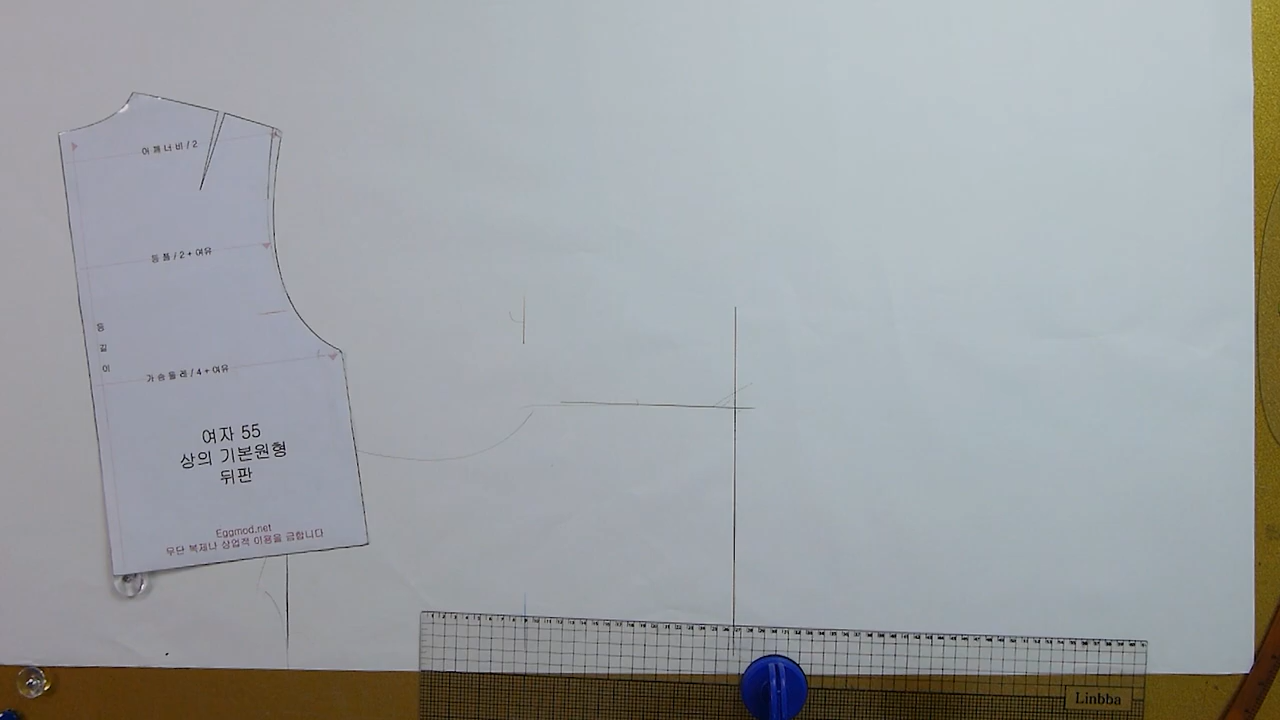 어깨너비/2
등품/2+여유
등
길
이
가슴둘레/4+여유
여자 55
상의 기본원형
뒤판
Eggmod.net
무단 복제나 상업적 이용을 금합니다
Linbba